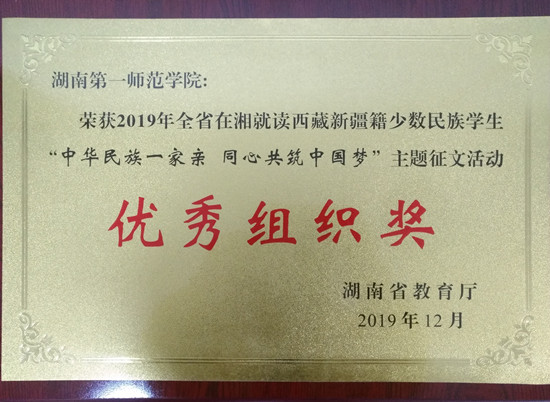 湖南第一师范学院:
荣获2019年全省在湘就读西藏新疆籍少数民族学生
“中华民族一家亲 同心共筑中国梦”主题征文活动
优秀组织奖
湖南省教育厅
2019年12月